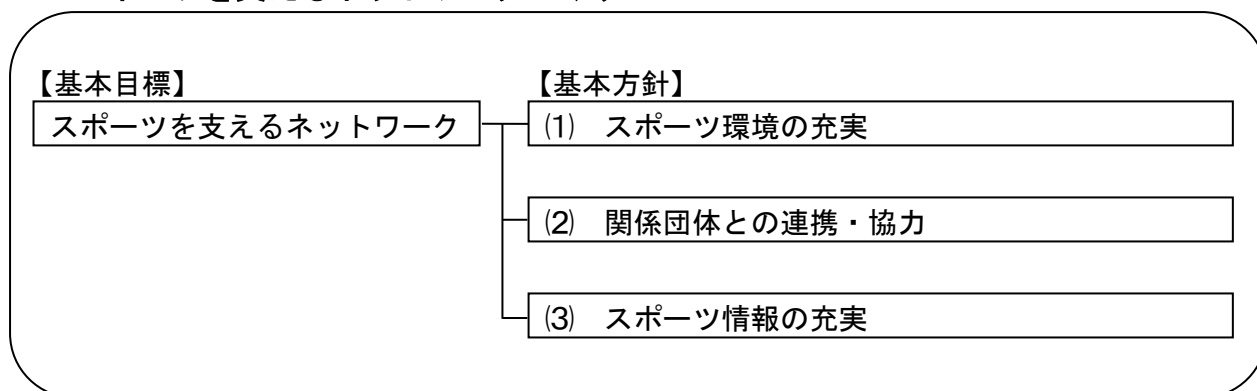 【基本目標】
【基本方針】
スポーツを支えるネットワーク
⑴ スポーツ環境の充実
⑵ 関係団体との連携・協力
⑶ スポーツ情報の充実